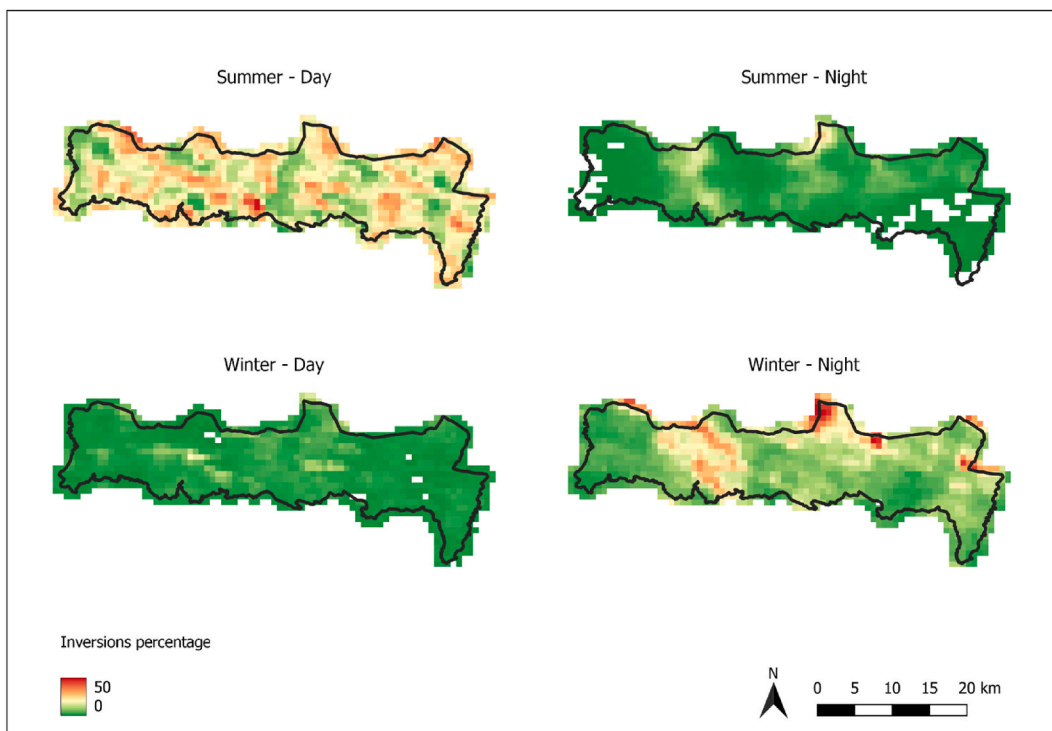 Summer - Day
Summer - Night
Winter - Day
Winter - Night
Inversions percentage
50
0
N
0 5 10 15 20 km